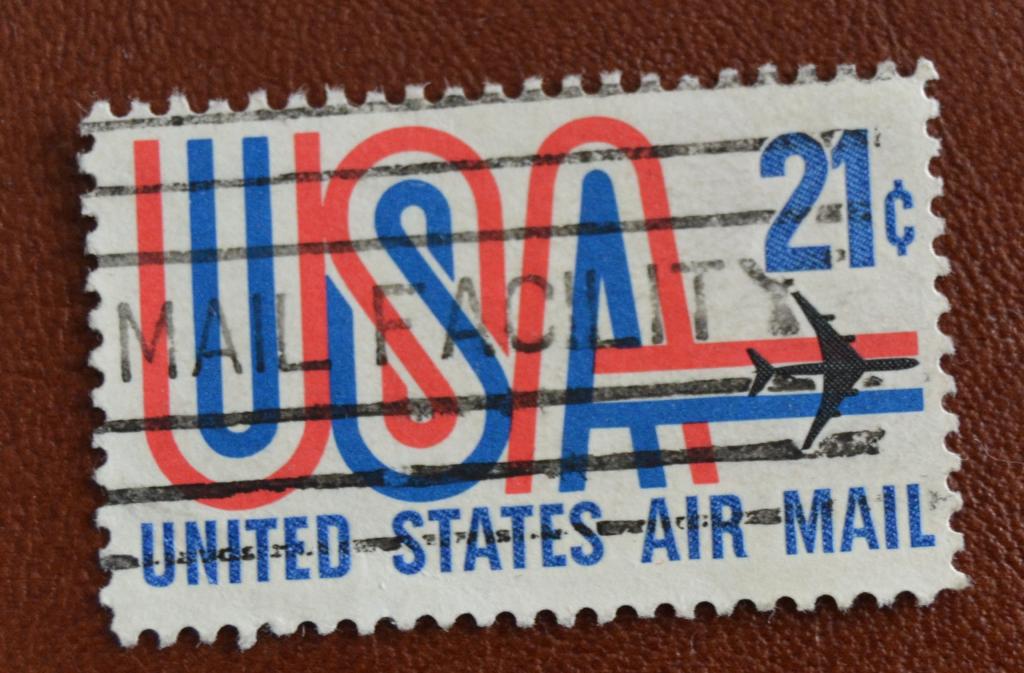 USA
21¢
MAIL FACILITY
UNITED STATES AIR MAIL